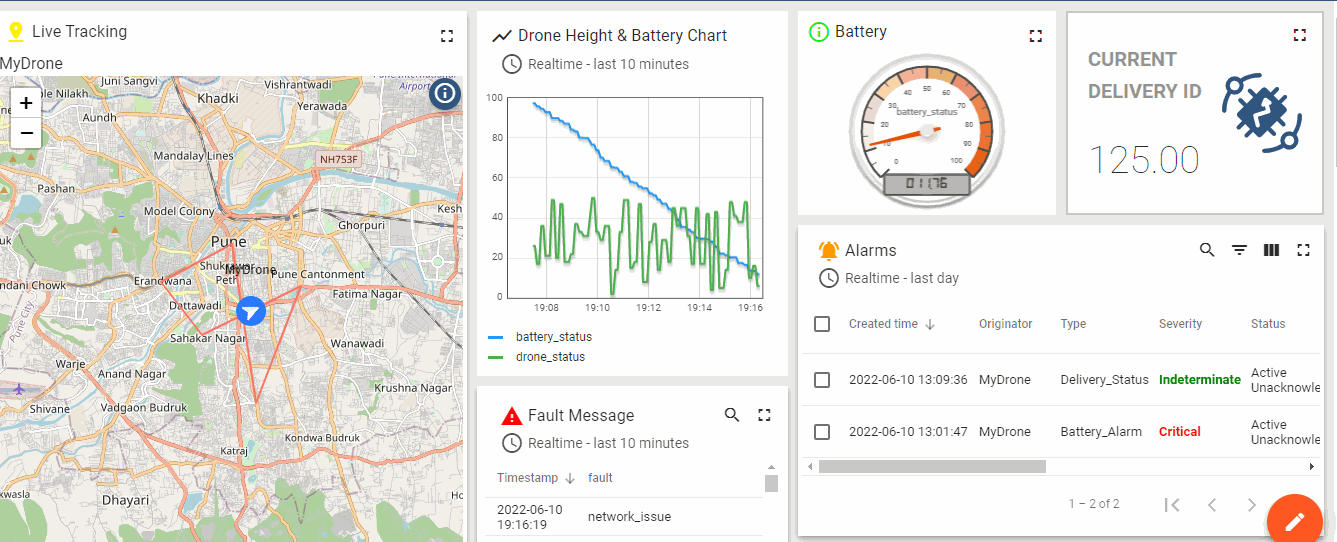 Live Tracking
MyDrone
+
−
Juni Sangvi
Vishrantwadi
Pune International
Airport
le Nilakh
Khadki
Yerawada
Aundh
Mandalay Lines
NH753F
Pashan
Model Colony
Kesh
Ghorpuri
Pune
Shukrawar
Peth
MyDrone
Pune Cantonment
ndani Chowk
Erandwana
Fatima Nagar
Dattawadi
Pune City
Sahakar Nagar
Wanawadi
Warje
Anand Nagar
Krushna Nagar
Shivane
Vadgaon Budruk
Kondwa Budruk
Katraj
kwasla
Dhayari
Ho
Drone Height & Battery Chart
Realtime - last 10 minutes
100
80
60
40
20
0
19:08
19:10
19:12
19:14
19:16
battery_status
drone_status
Fault Message
Realtime - last 10 minutes
Timestamp
fault
2022-06-10
19:16:19
network_issue
Battery
0
10
20
30
40
50
60
70
80
90
100
battery_status
011.76
CURRENT
DELIVERY ID
125.00
Alarms
Realtime - last day
Created time Originator Type Severity Status
2022-06-10 13:09:36 MyDrone Delivery_Status Indeterminate Active
Unacknowle
2022-06-10 13:01:47 MyDrone Battery_Alarm Critical Active
Unacknowle
1 – 2 of 2